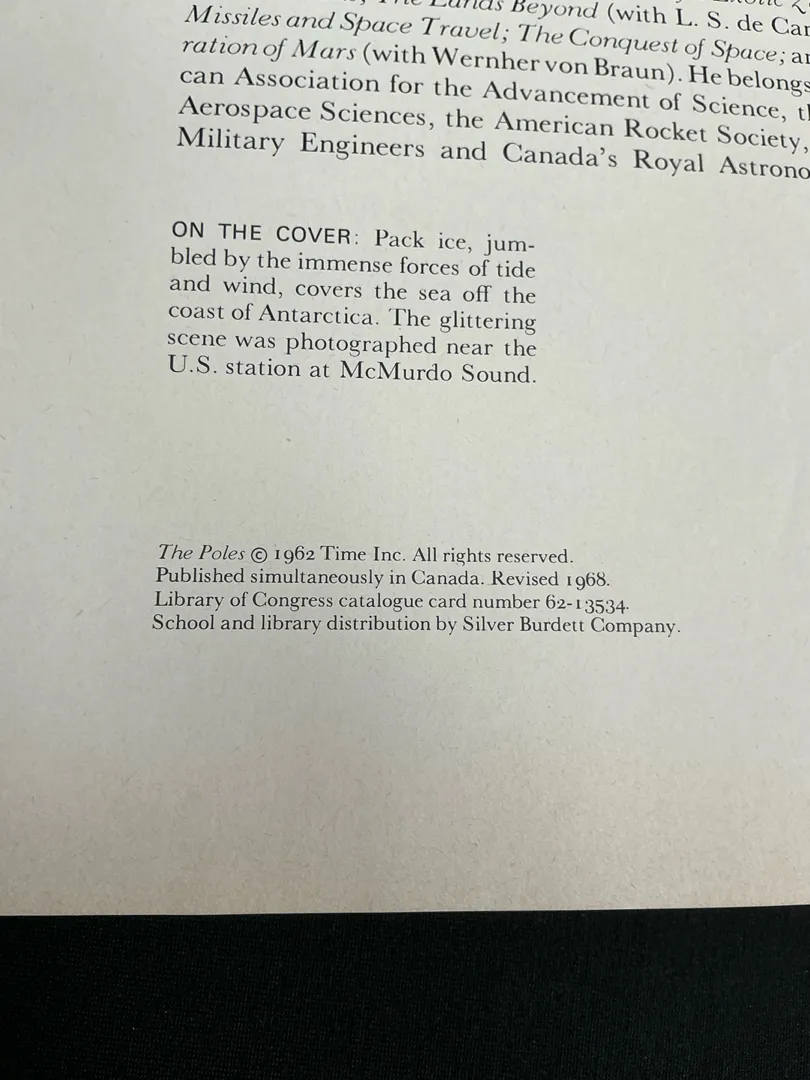 Lands Beyond (with L. S. de
Missiles and Space Travel; The Conquest of Space;
ration of Mars (with Wernher von Braun). He belongs
can Association for the Advancement of Science,
Aerospace Sciences, the American Rocket Society,
Military Engineers and Canada's Royal
ON THE COVER: Pack ice, jum-
bled by the immense forces of tide
and wind, covers the sea off the
coast of Antarctica. The glittering
scene was photographed near the
U.S. station at McMurdo Sound.
The Poles © 1962 Time Inc. All rights reserved.
Published simultaneously in Canada. Revised 1968.
Library of Congress catalogue card number 62-13534.
School and library distribution by Silver Burdett Company.